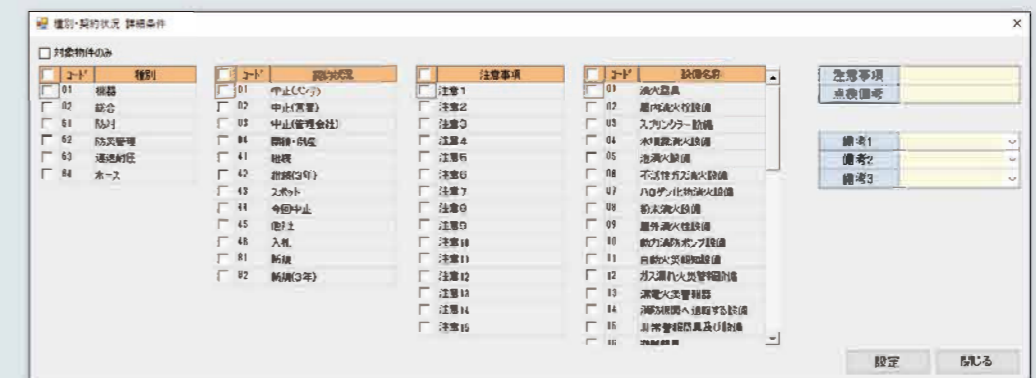 種別・契約状況 詳細条件
対象物件のみ
コード 種別
01 機器
02 総合
61 防対
62 防災管理
63 連送耐圧
64 ホース
コード 契約状況
01
02 中止(営業)
03 中止(管理会社)
04
41 継続
42 継続(3年)
43 スポット
44 今回中止
45 他社
46 入札
81 新規
82 新規(3年)
注意事項
注意1
注意2
注意3
注意4
注意5
注意6
注意7
注意8
注意9
注意10
注意11
注意12
注意13
注意14
注意15
コード 設備名称
01 消火器具
02 屋内消火栓設備
03 スプリンクラー設備
04 水噴霧消火設備
05 泡消火設備
06 不活性ガス消火設備
07 ハロゲン化物消火設備
08 粉末消火設備
09 屋外消火栓設備
10 動力消防ポンプ設備
11 自動火災報知設備
12 ガス漏れ火災警報設備
13 漏電火災警報器
14 消防機関へ通報する設備
15 非常警報器具及び設備
16 避難器具
注意事項
点検備考
備考1
備考2
備考3
設定 閉じる